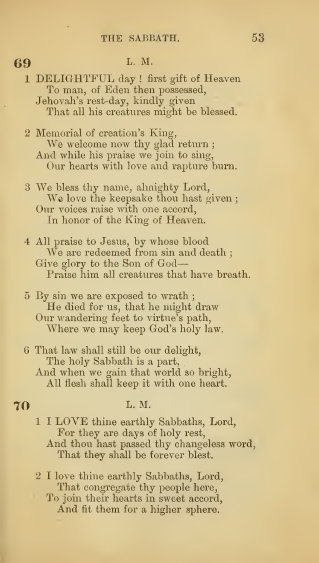 THE SABBATH. 53
69 L. M.
1 DELIGHTFUL day ! first gift of Heaven
To man, of Eden then possessed,
Jehovah's rest-day, kindly given
That all his creatures might be blessed.
2 Memorial of creation's King,
We welcome now thy glad return ;
And while his praise we join to sing,
Our hearts with love and rapture burn.
3 We bless thy name, almighty Lord,
We love the keepsake thou hast given ;
Our voices raise with one accord,
In honor of the King of Heaven.
4 All praise to Jesus, by whose blood
We are redeemed from sin and death ;
Give glory to the Son of God—
Praise him all creatures that have breath.
5 By sin we are exposed to wrath ;
He died for us, that he might draw
Our wandering feet to virtue's path,
Where we may keep God's holy law.
6 That law shall still be our delight,
The holy Sabbath is a part,
And when we gain that world so bright,
All flesh shall keep it with one heart.
70 L. M.
1 I LOVE thine earthly Sabbaths, Lord,
For they are days of holy rest,
And thou hast passed thy changeless word,
That they shall be forever blest.
2 I love thine earthly Sabbaths, Lord,
That congregate thy people here,
To join their hearts in sweet accord,
And fit them for a higher sphere.